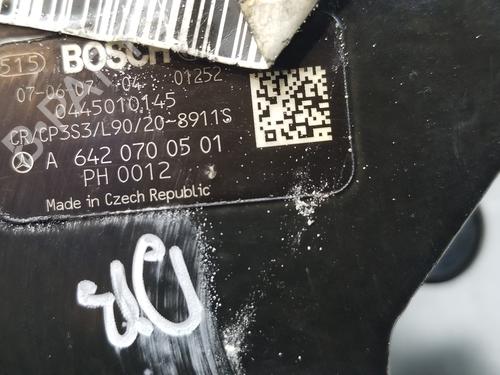 515 BOSCH
07-06-07 04 01252
0445010145
CR/CP3S3/L90/20-8911S
A 642 070 05 01
PH 0012
Made in Czech Republic